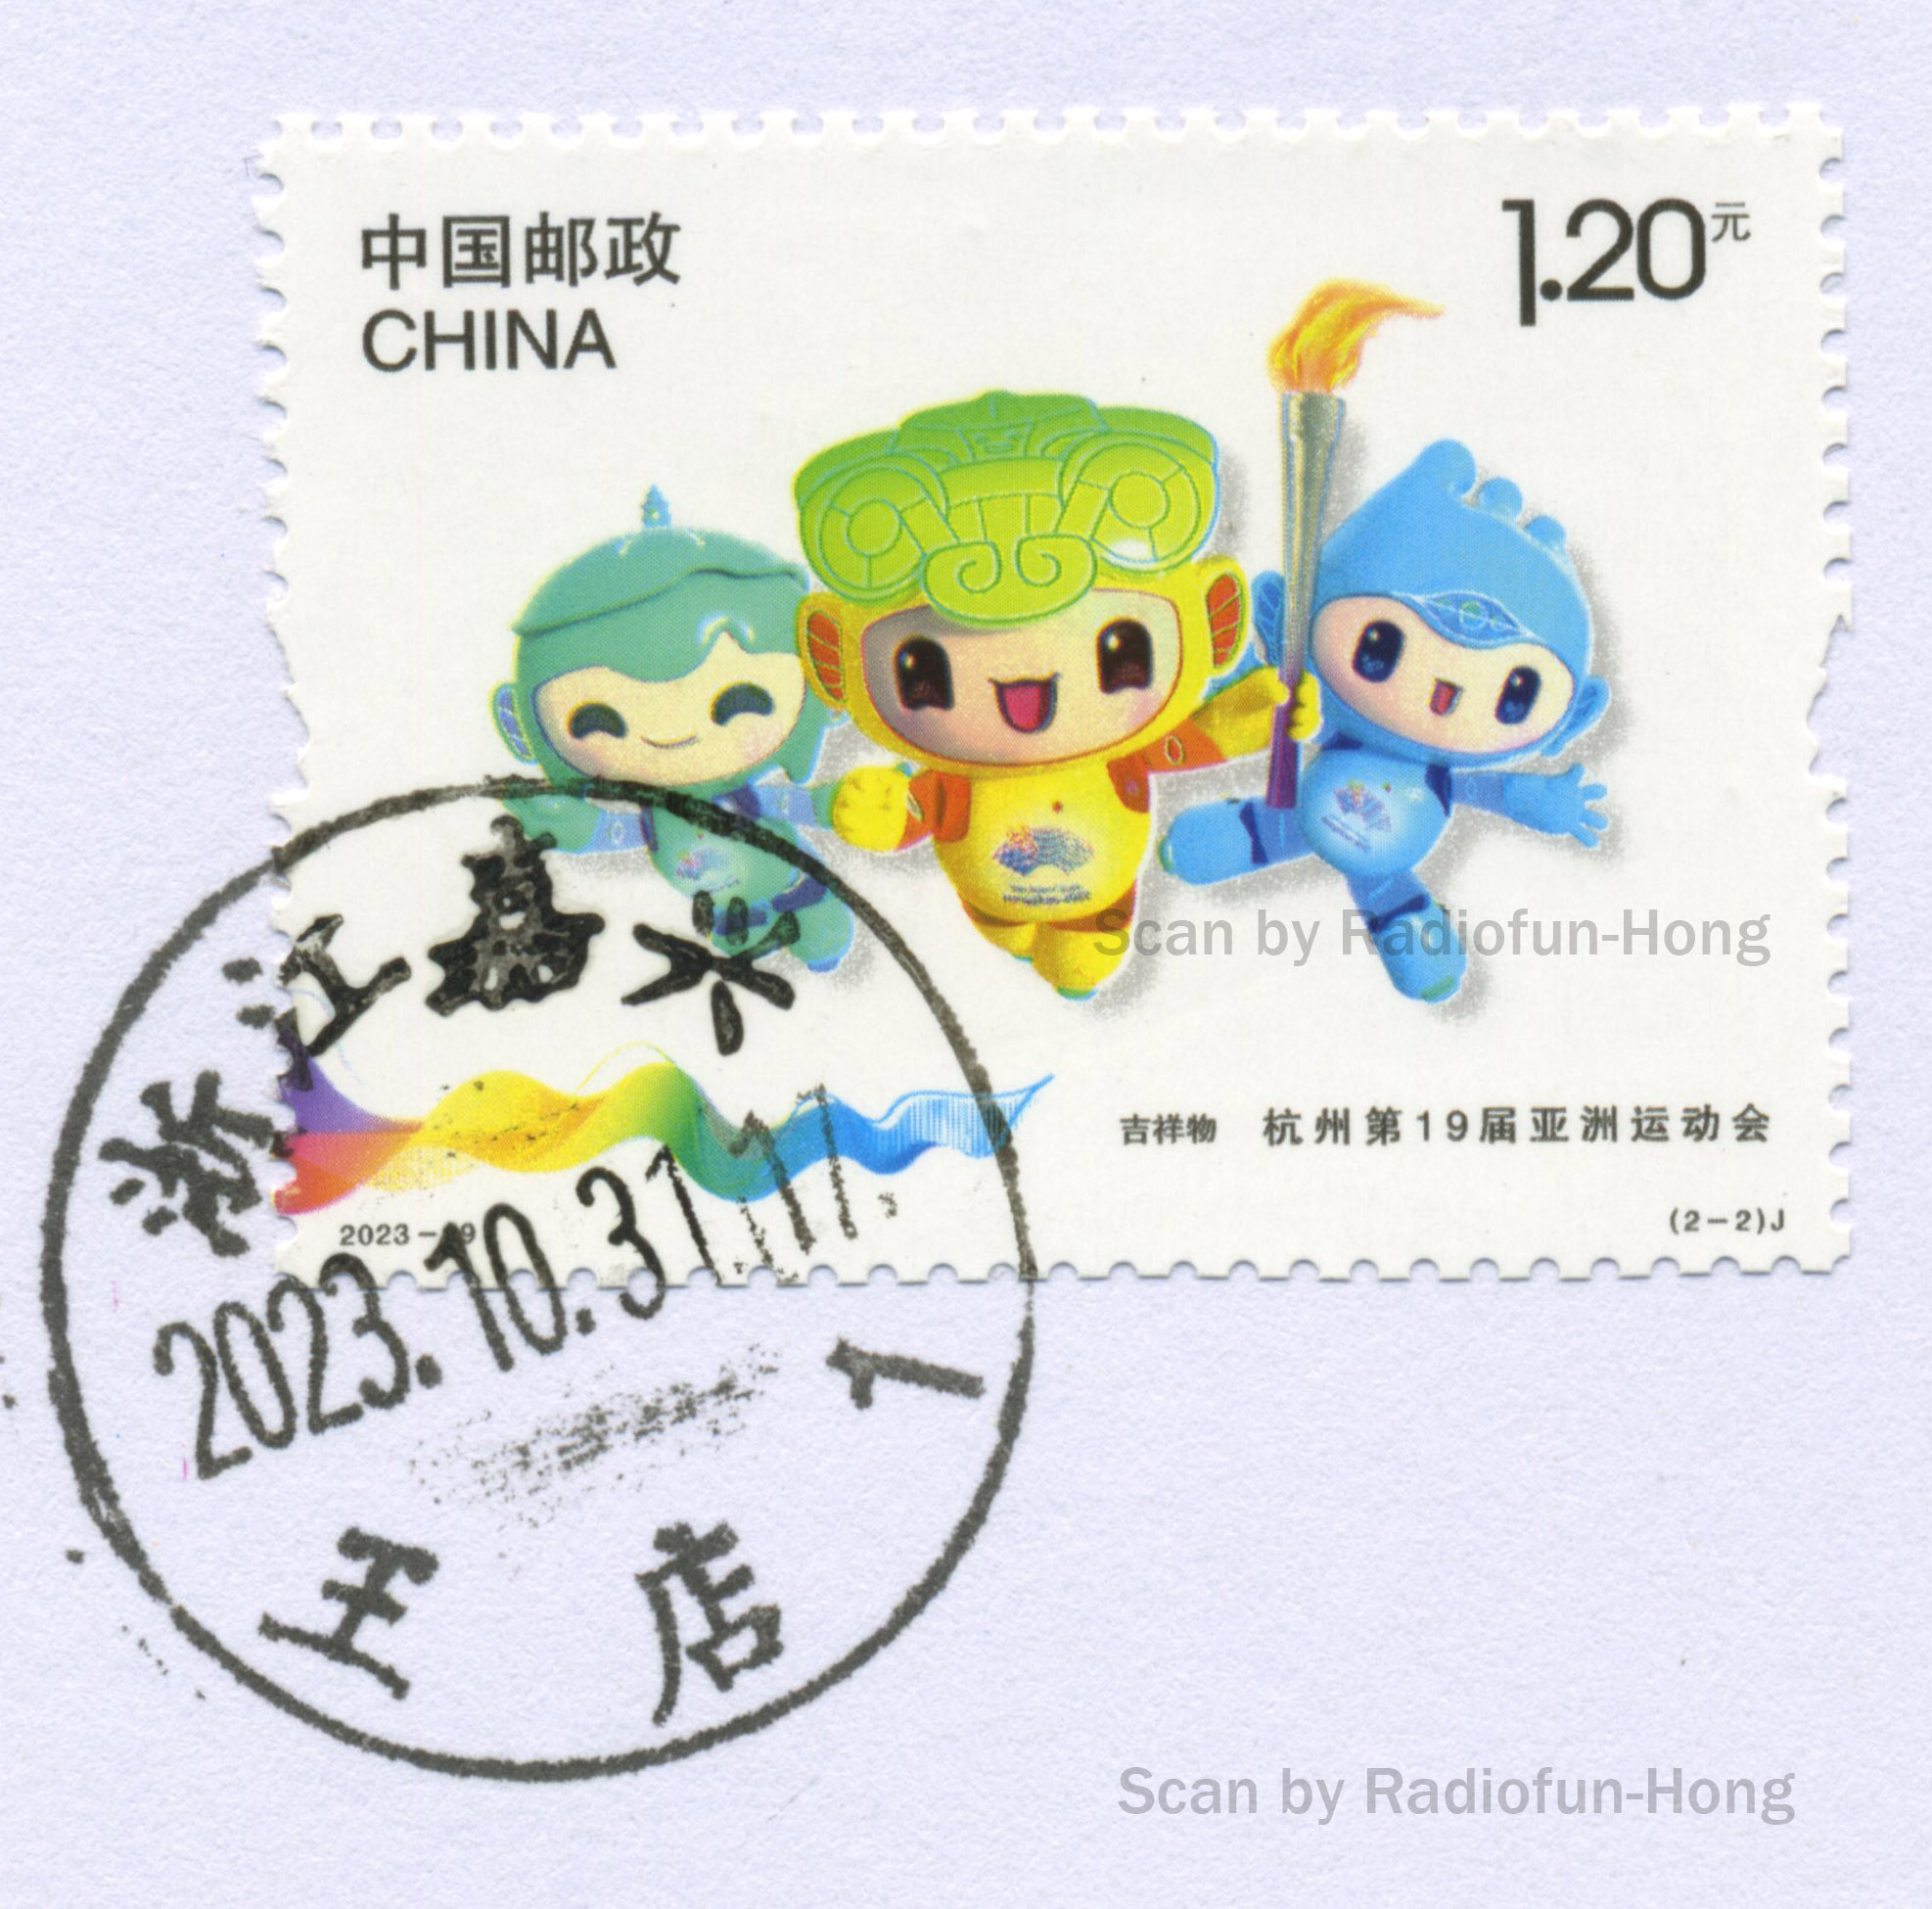 中国邮政
CHINA
1.20元
Scan by Radiofun-Hong
吉祥物 杭州第19届亚洲运动会
2023-19
(2-2)J
浙江嘉兴
2023.10.31
1
王店
Scan by Radiofun-Hong